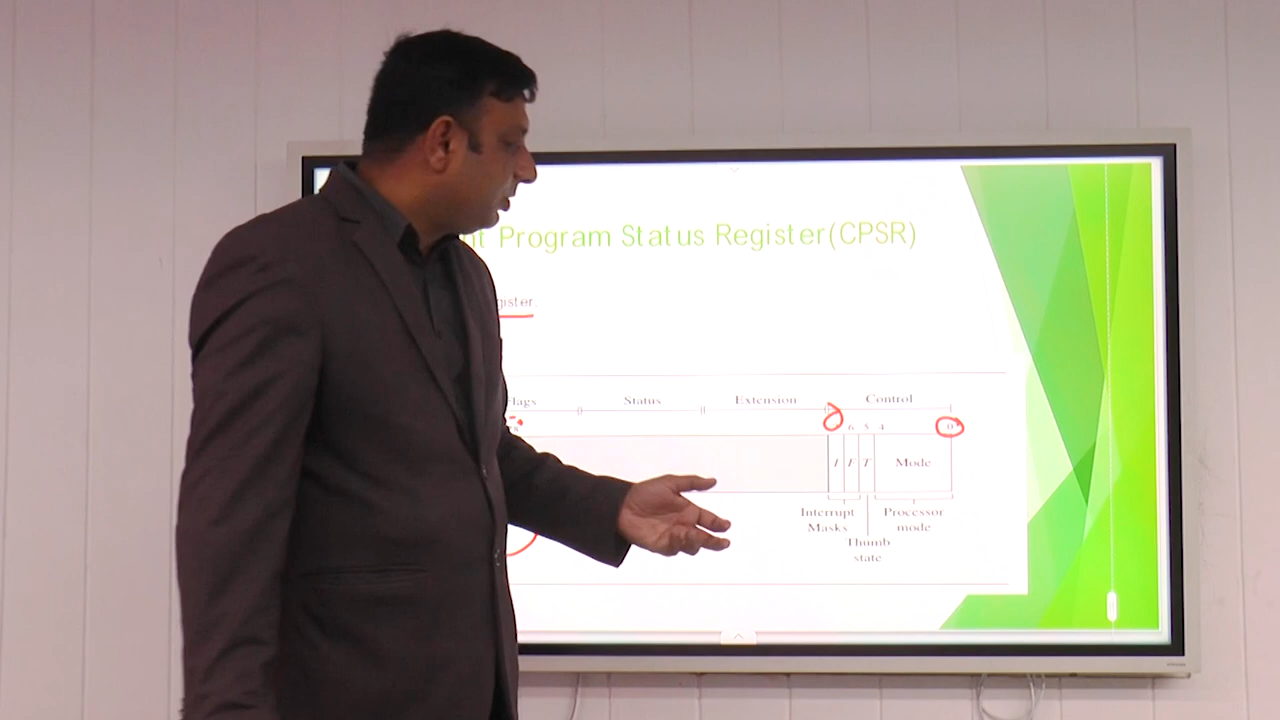 nt Program Status Register(CPSR)
gister.
Flags Status Extension Control
6 5 4 0
I F T Mode
Interrupt Masks
Processor mode
Thumb state